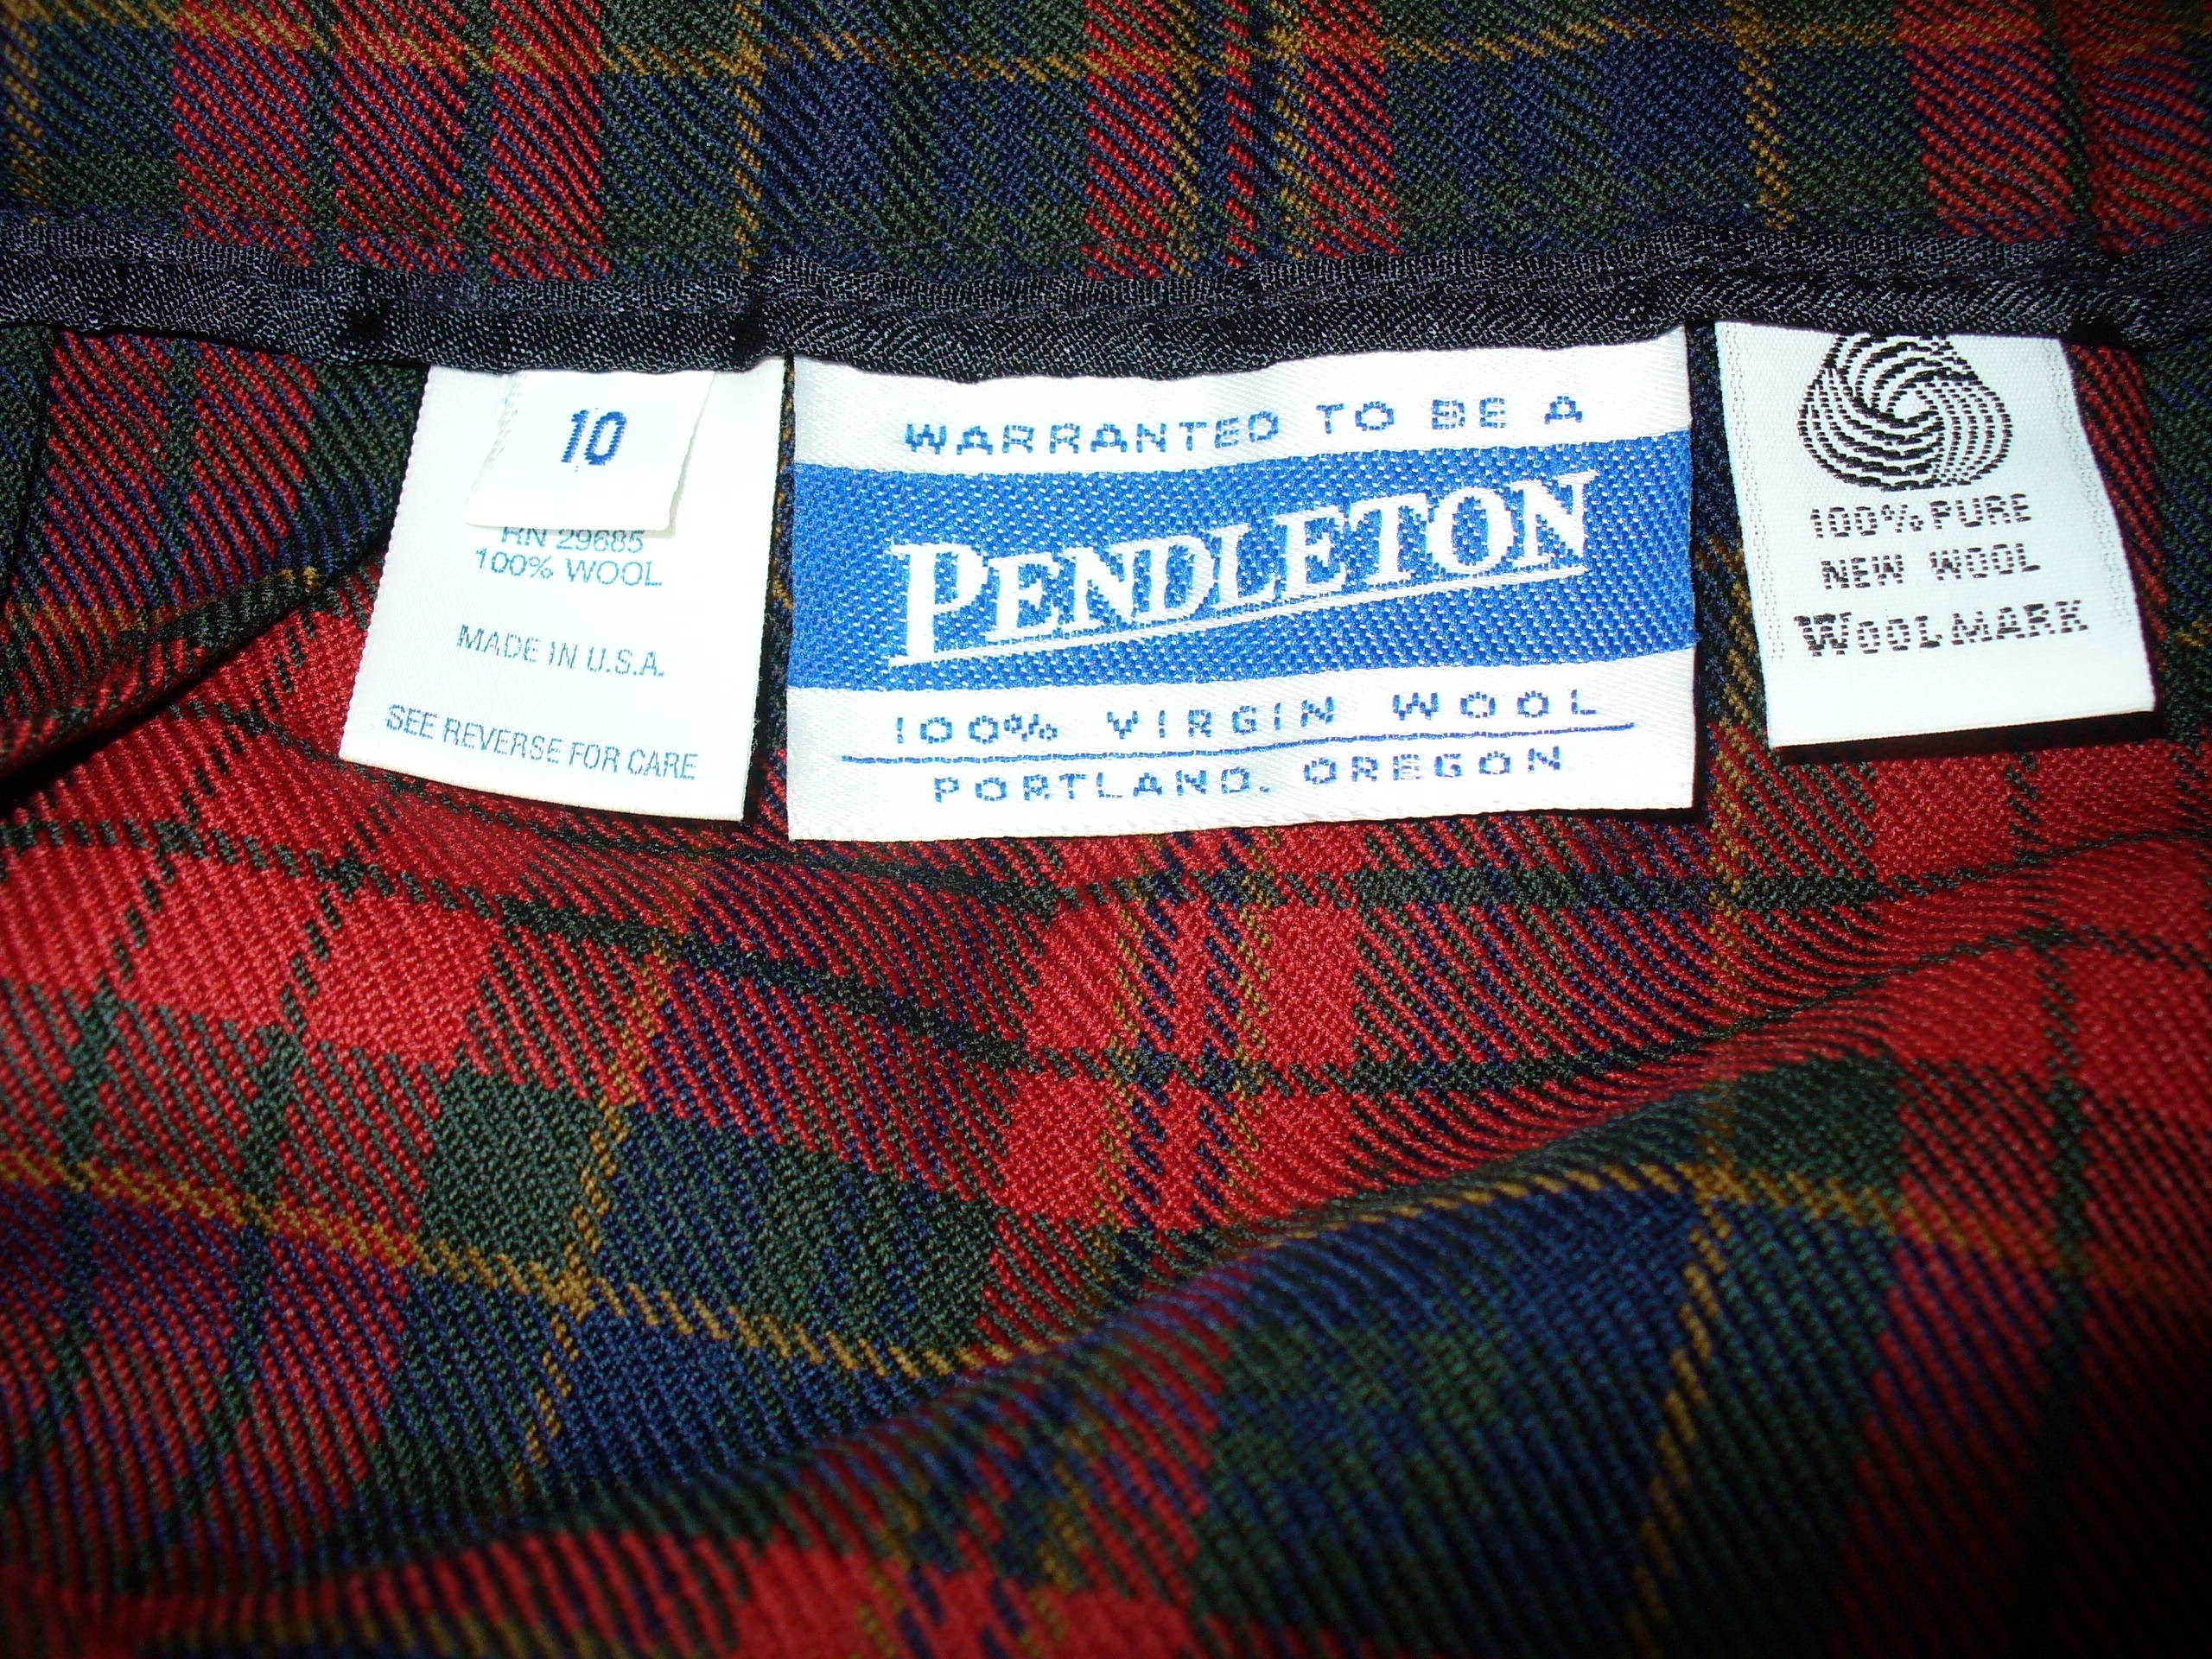 10
RN 29685
100% WOOL
MADE IN U.S.A.
SEE REVERSE FOR CARE
WARRANTED TO BE A
PENDLETON
100% VIRGIN WOOL
PORTLAND, OREGON
100% PURE
NEW WOOL
WOOLMARK